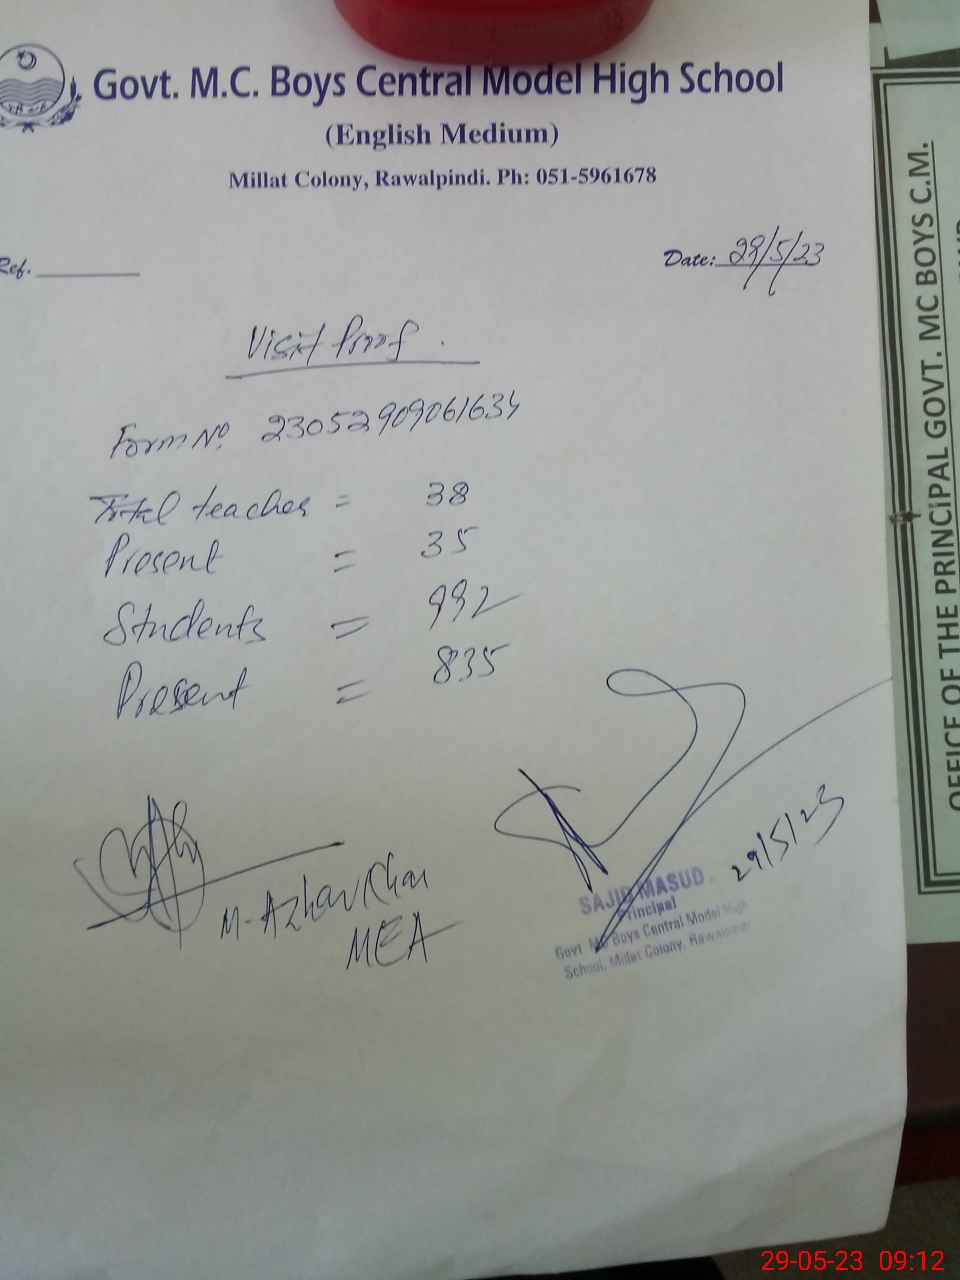 Govt. M.C. Boys Central Model High School
(English Medium)
Millat Colony, Rawalpindi. Ph: 051-5961678
Ref.
Date: 29/5/23
Visit Proof.
Form No. 23052909061634
Total teaches = 38
Present = 35
Students = 992
Present = 835
M. Azhar Khan
MEA
29/5/23
SAJID MASUD
Principal
Govt MC Boys Central Model High
School, Millat Colony, Rawalpindi
OFFICE OF THE PRINCIPAL GOVT. MC BOYS C.M.
29-05-23 09:12